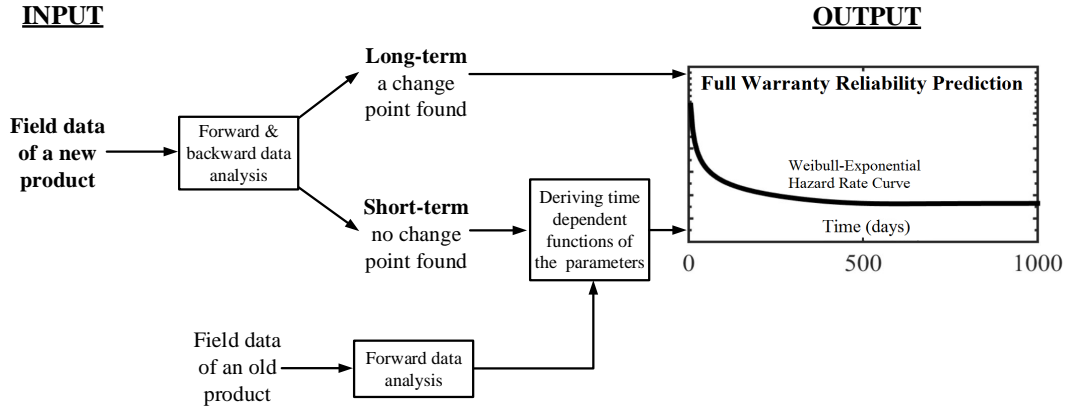 INPUT
OUTPUT
Field data
of a new
product
Forward &
backward data
analysis
Long-term
a change
point found
Short-term
no change
point found
Deriving time
dependent
functions of
the parameters
Field data
of an old
product
Forward data
analysis
Full Warranty Reliability Prediction
Weibull-Exponential
Hazard Rate Curve
Time (days)
0
500
1000